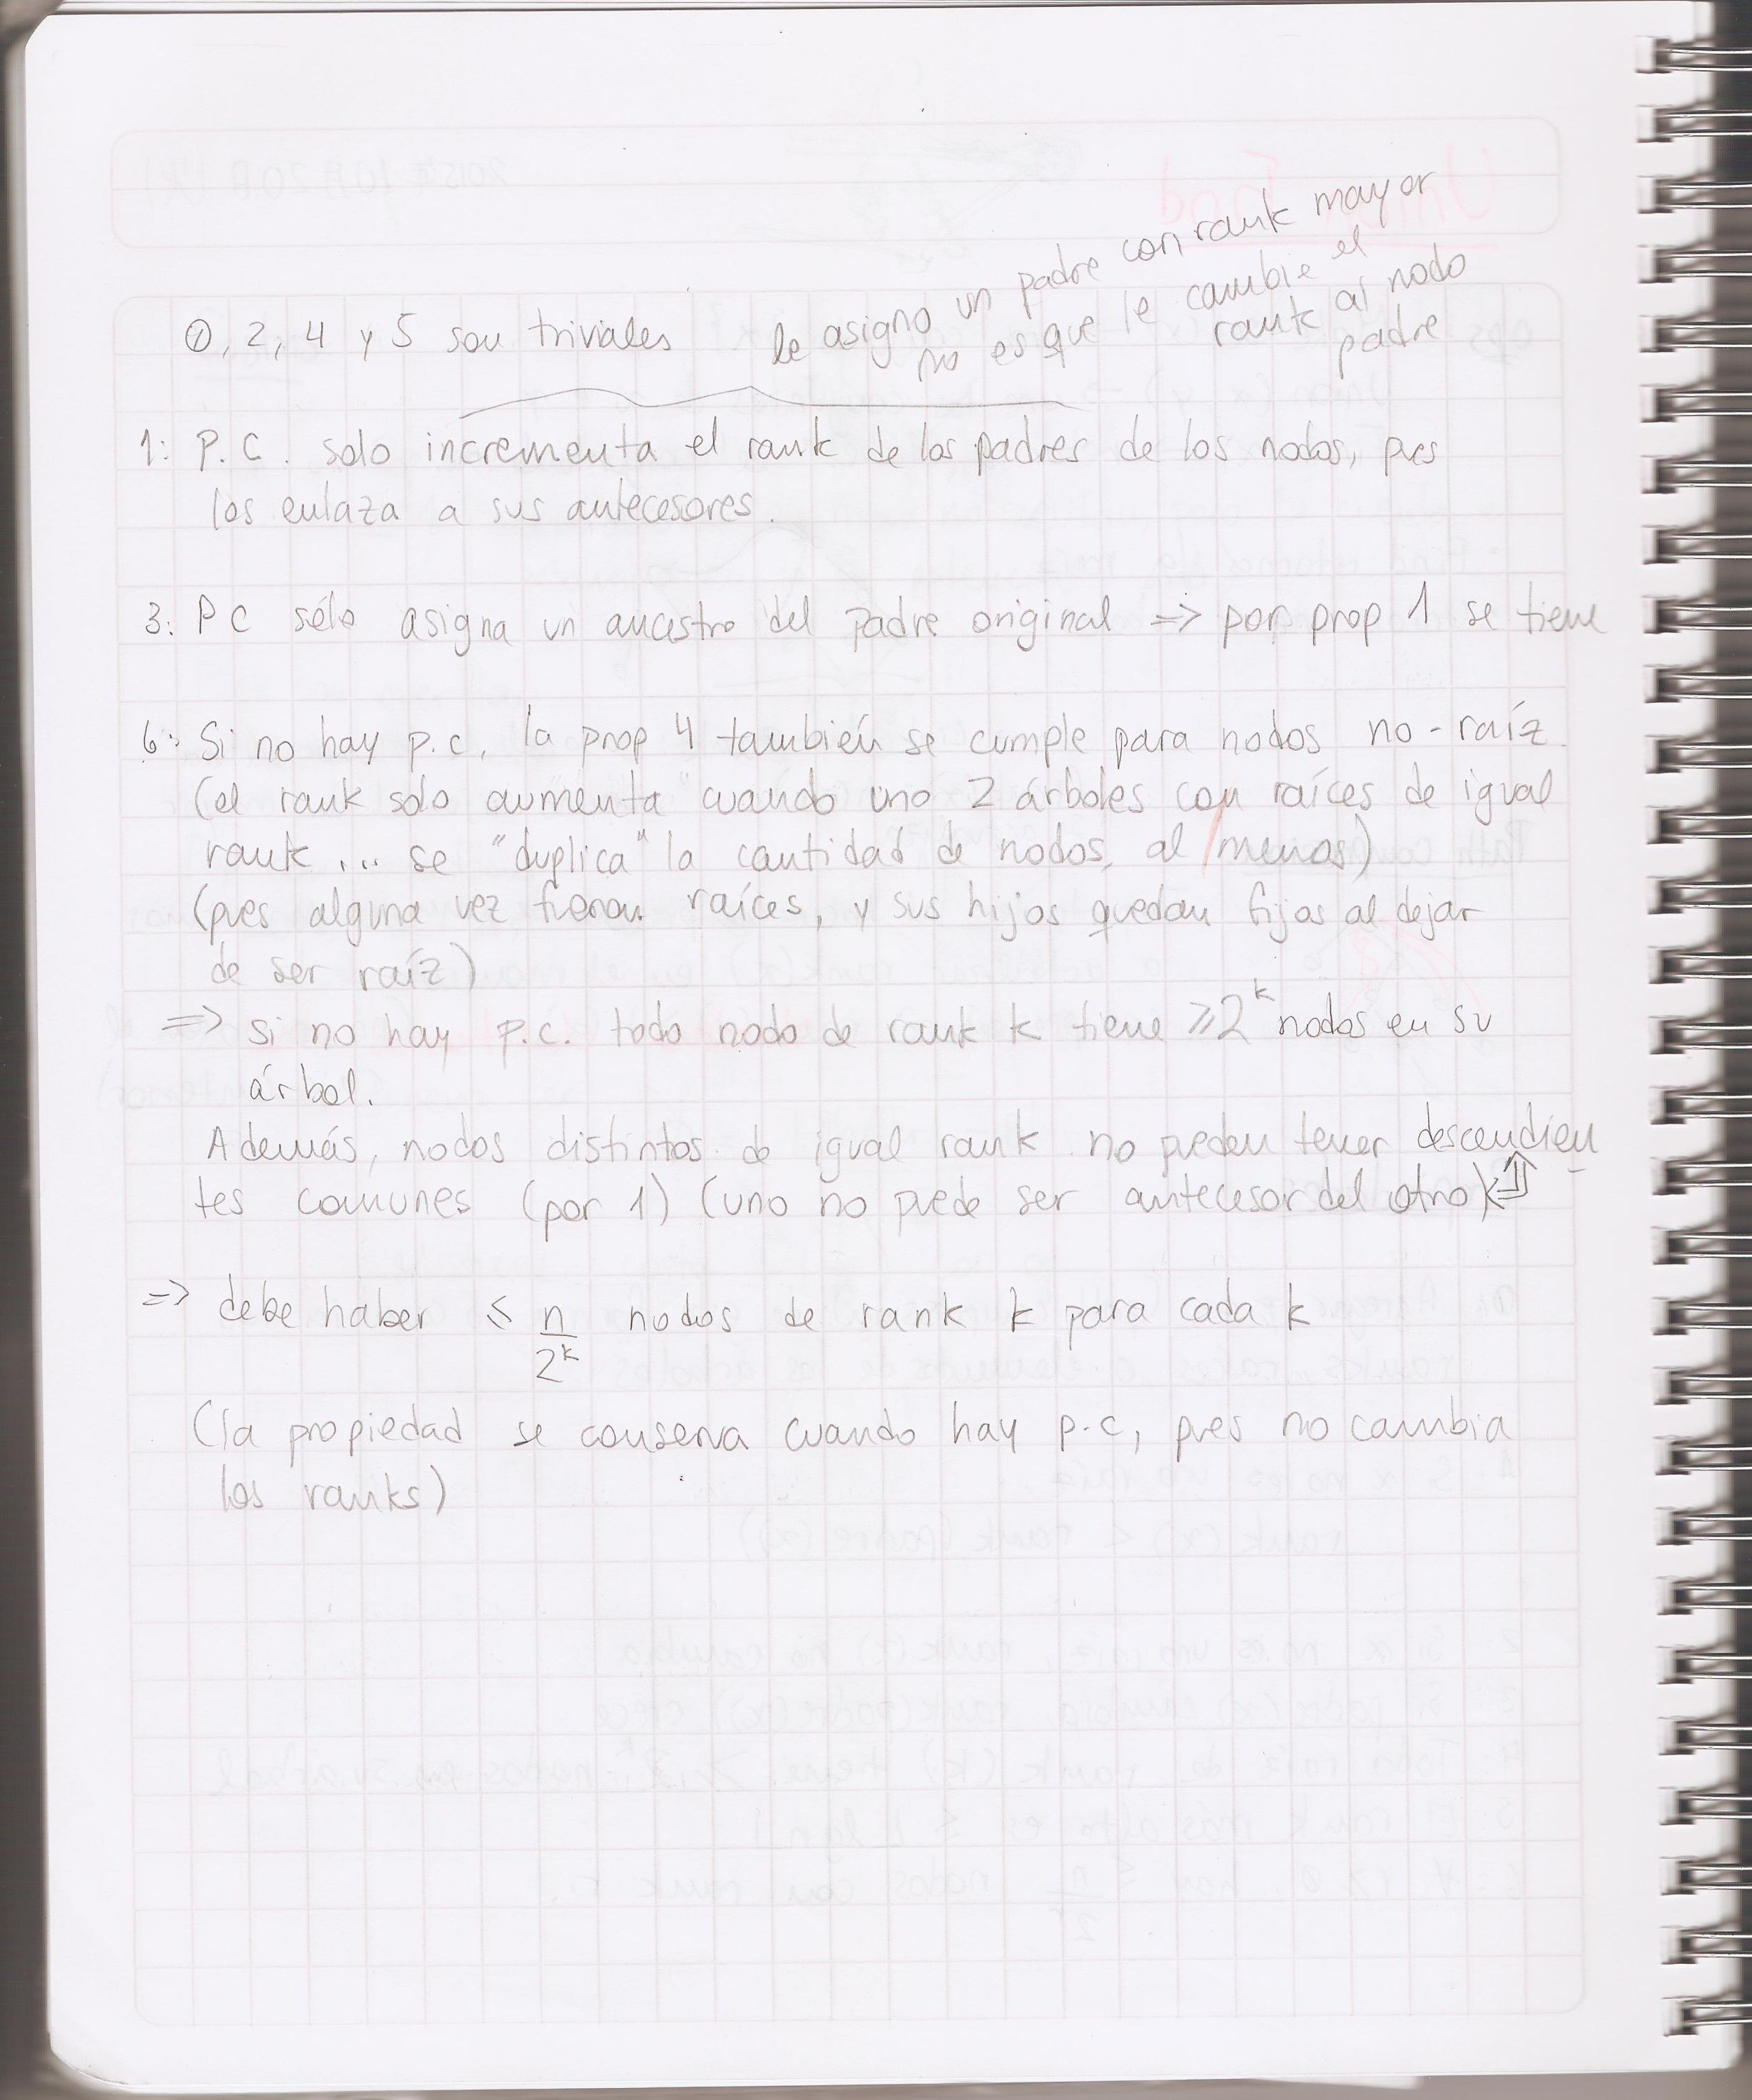 ①, 2, 4 y 5 son triviales
le asigno un padre con rank mayor
no es que le cambie el
rank al nodo
padre
1: P.C. solo incrementa el rank de los padres de los nodos, pues
los enlaza a sus antecesores.
3: PC sólo asigna un ancestro del padre original => por prop 1 se tiene
6: Si no hay p.c, la prop 4 también se cumple para nodos no-raíz.
(el rank solo aumenta cuando uno 2 árboles con raíces de igual
rank ... se "duplica" la cantidad de nodos, al menos)
(pues alguna vez fueron raíces, y sus hijos quedan fijos al dejar
de ser raíz)
=> si no hay p.c. todo nodo de rank k tiene ≥2^k nodos en su
árbol.
Además, nodos distintos de igual rank no pueden tener descendien
tes comunes (por 1) (uno no puede ser antecesor del otro)
=> debe haber ≤ n/2^k nodos de rank k para cada k
(la propiedad se conserva cuando hay p.c, pues no cambia
los ranks)